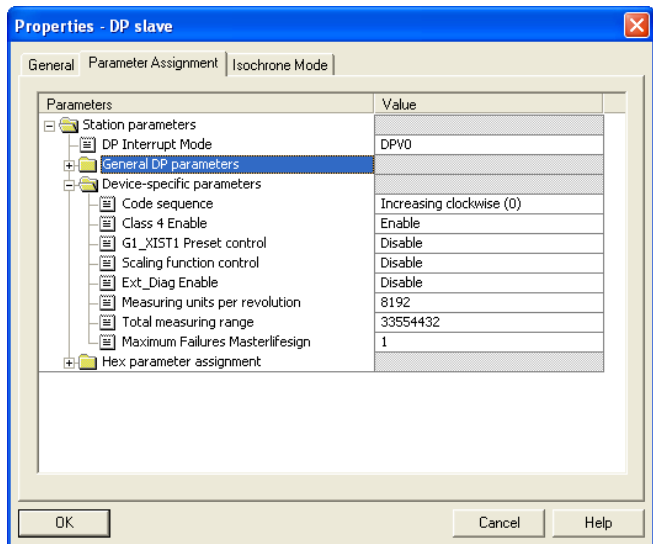 Properties - DP slave
General Parameter Assignment Isochrone Mode
Parameters Value
Station parameters
DP Interrupt Mode DPV0
General DP parameters
Device-specific parameters
Code sequence Increasing clockwise (0)
Class 4 Enable Enable
G1_XIST1 Preset control Disable
Scaling function control Disable
Ext_Diag Enable Disable
Measuring units per revolution 8192
Total measuring range 33554432
Maximum Failures Masterlifesign 1
Hex parameter assignment
OK Cancel Help